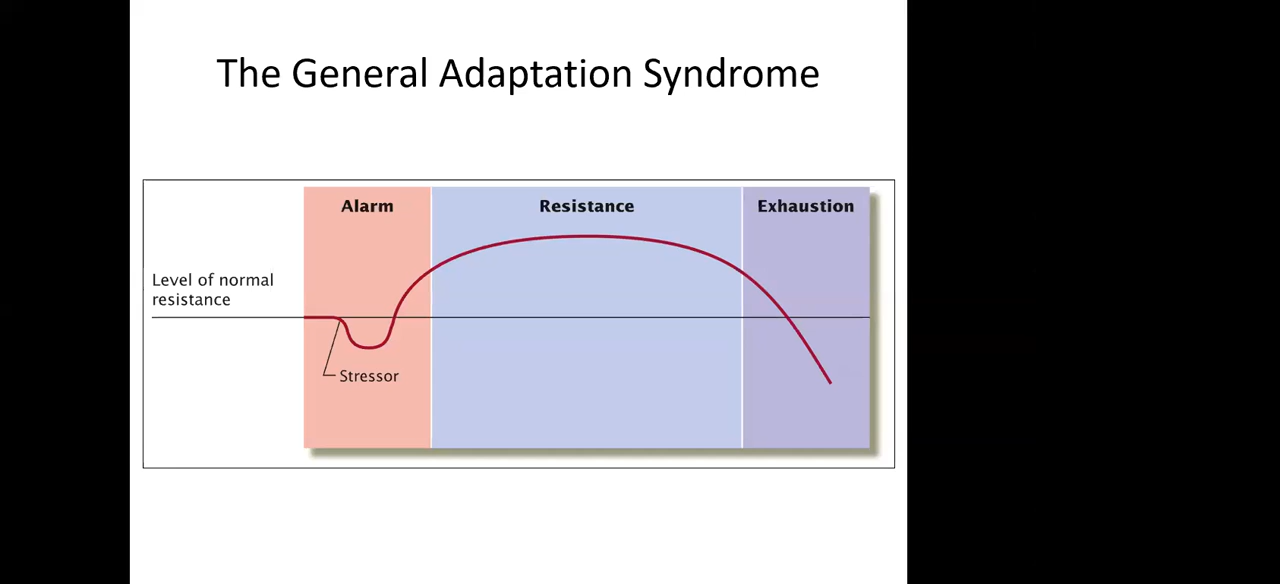 The General Adaptation Syndrome
Alarm
Resistance
Exhaustion
Level of normal
resistance
Stressor